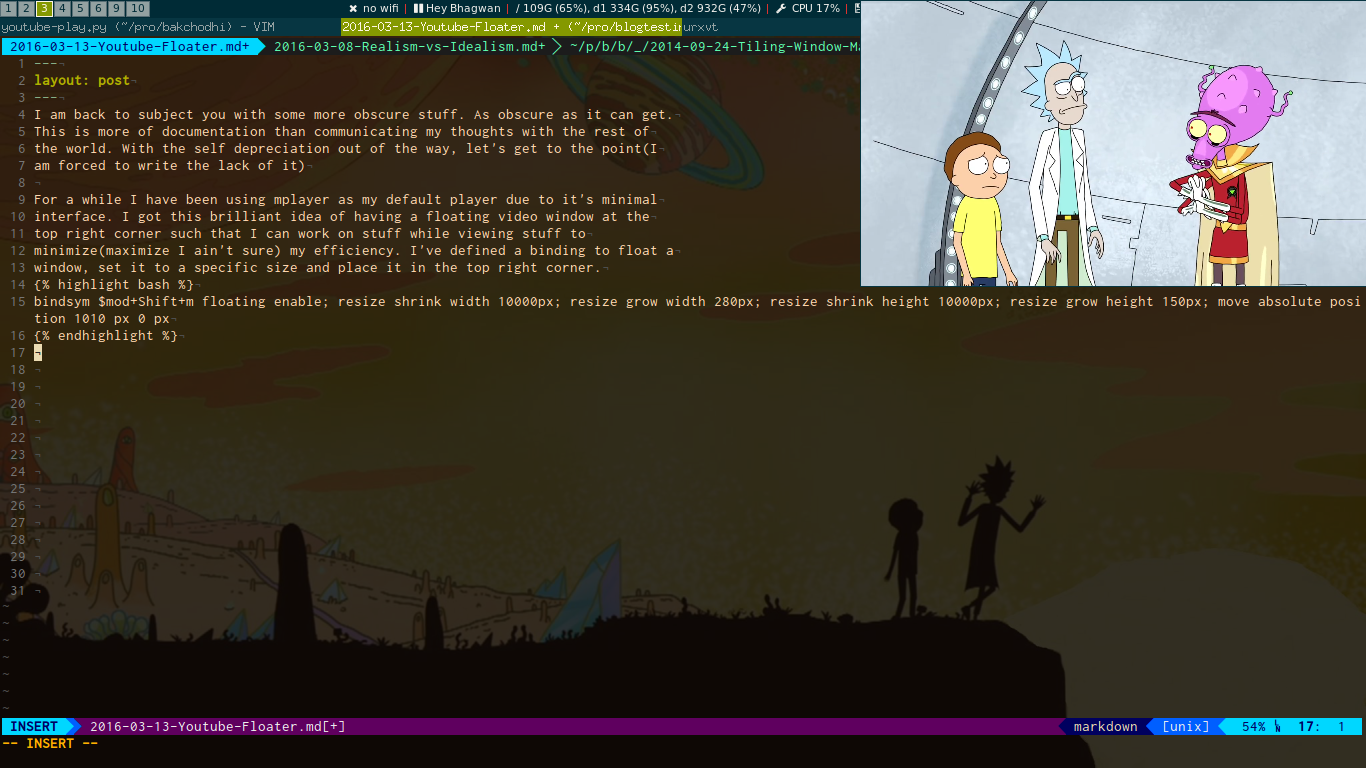 1 2 3 4 5 6 9 10 no wifi | Hey Bhagwan | / 109G (65%), d1 334G (95%), d2 932G (47%) | CPU 17% |
youtube-play.py (~/pro/bakchodhi) - VIM 2016-03-13-Youtube-Floater.md + (~/pro/blogtestin urxvt
2016-03-13-Youtube-Floater.md+ 2016-03-08-Realism-vs-Idealism.md+ ~/p/b/b/_/2014-09-24-Tiling-Window-Ma
1 ---¬
2 layout: post¬
3 ---¬
4 I am back to subject you with some more obscure stuff. As obscure as it can get.¬
5 This is more of documentation than communicating my thoughts with the rest of¬
6 the world. With the self depreciation out of the way, let's get to the point(I¬
7 am forced to write the lack of it)¬
8 ¬
9 For a while I have been using mplayer as my default player due to it's minimal¬
10 interface. I got this brilliant idea of having a floating video window at the¬
11 top right corner such that I can work on stuff while viewing stuff to¬
12 minimize(maximize I ain't sure) my efficiency. I've defined a binding to float a¬
13 window, set it to a specific size and place it in the top right corner.¬
14 {% highlight bash %}¬
15 bindsym $mod+Shift+m floating enable; resize shrink width 10000px; resize grow width 280px; resize shrink height 10000px; resize grow height 150px; move absolute posi
tion 1010 px 0 px¬
16 {% endhighlight %}¬
17 ¬
18 ¬
19 ¬
20 ¬
21 ¬
22 ¬
23 ¬
24 ¬
25 ¬
26 ¬
27 ¬
28 ¬
29 ¬
30 ¬
31 ¬
~
~
~
~
~
~
~
INSERT 2016-03-13-Youtube-Floater.md[+] markdown [unix] 54% 17: 1
-- INSERT --